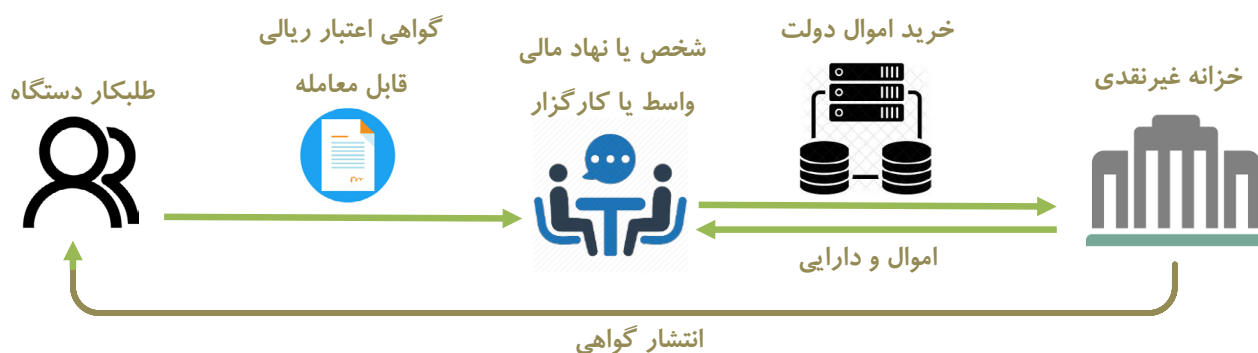 خزانه غیرنقدی
خرید اموال دولت
اموال و دارایی
شخص یا نهاد مالی
واسط یا کارگزار
گواهی اعتبار ریالی
قابل معامله
طلبکار دستگاه
انتشار گواهی